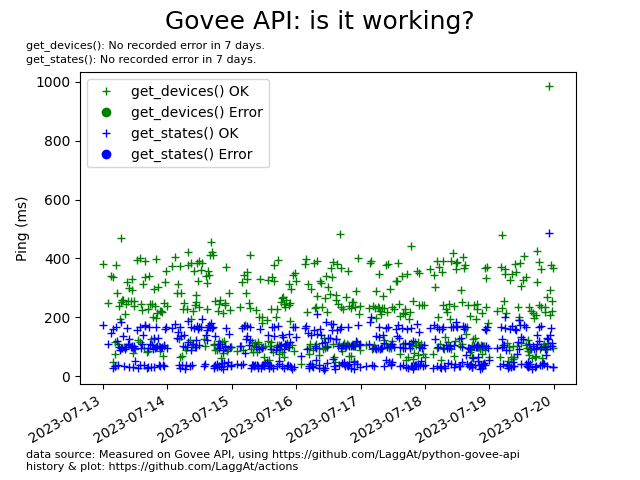 Govee API: is it working?
get_devices(): No recorded error in 7 days.
get_states(): No recorded error in 7 days.
get_devices() OK
get_devices() Error
get_states() OK
get_states() Error
Ping (ms)
1000
800
600
400
200
0
2023-07-13
2023-07-14
2023-07-15
2023-07-16
2023-07-17
2023-07-18
2023-07-19
2023-07-20
data source: Measured on Govee API, using https://github.com/LaggAt/python-govee-api
history & plot: https://github.com/LaggAt/actions